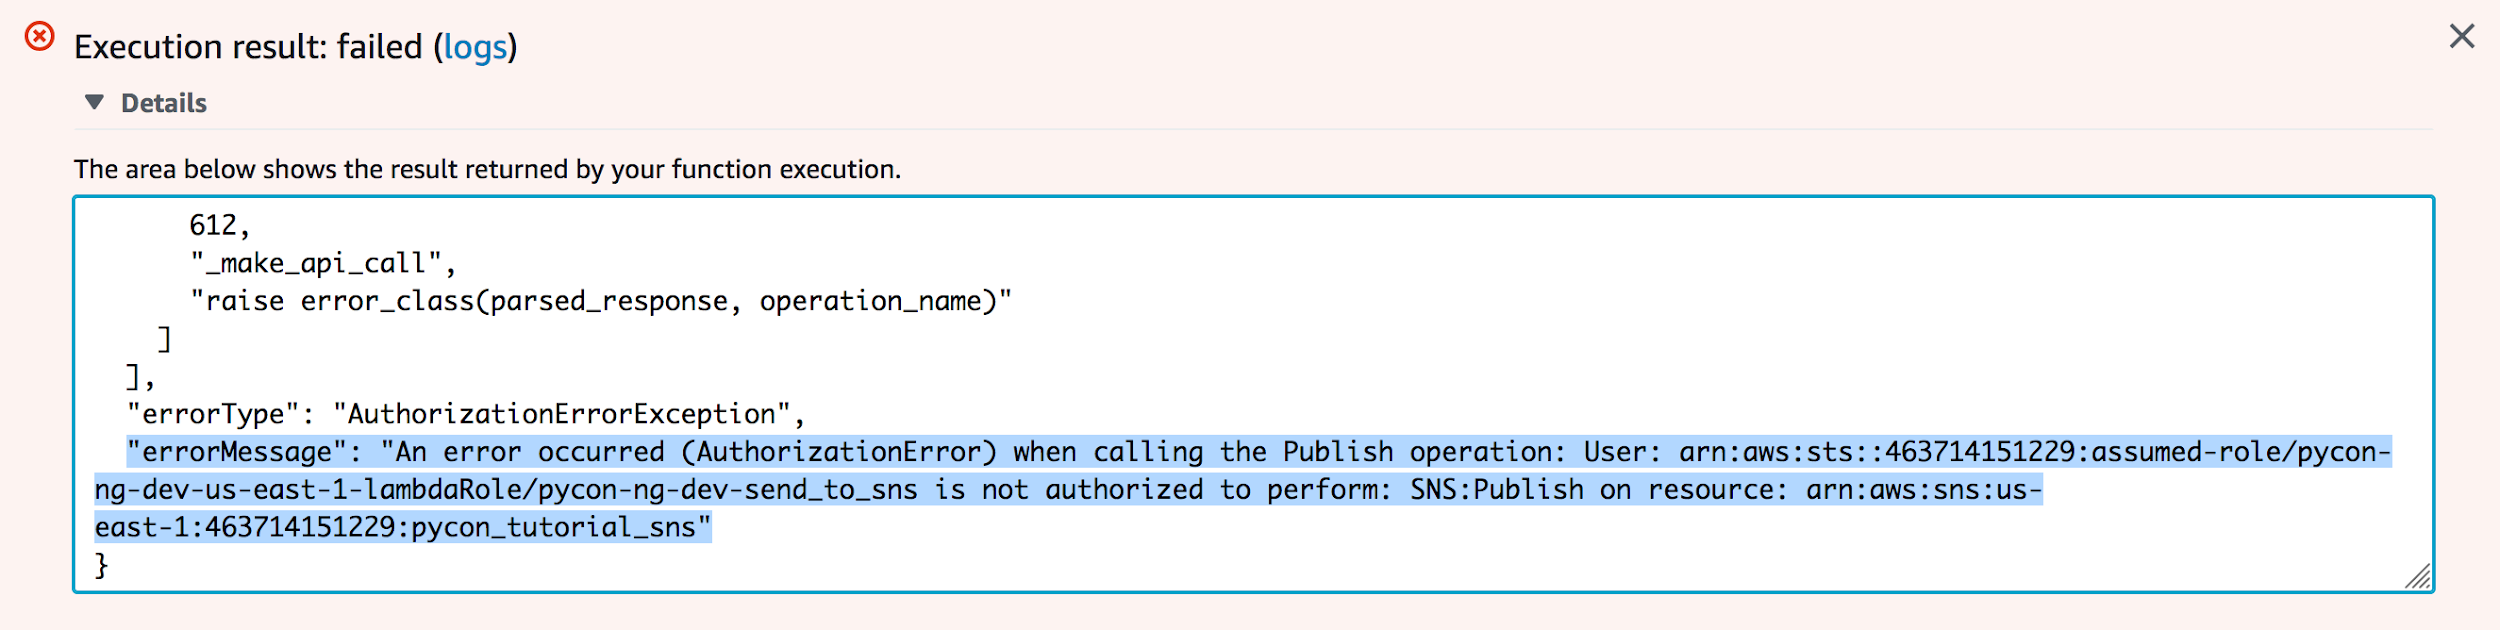 Execution result: failed (logs)
Details
The area below shows the result returned by your function execution.
612,
"_make_api_call",
"raise error_class(parsed_response, operation_name)"
]
],
"errorType": "AuthorizationErrorException",
"errorMessage": "An error occurred (AuthorizationError) when calling the Publish operation: User: arn:aws:sts::463714151229:assumed-role/pycon-
ng-dev-us-east-1-lambdaRole/pycon-ng-dev-send_to_sns is not authorized to perform: SNS:Publish on resource: arn:aws:sns:us-
east-1:463714151229:pycon_tutorial_sns"
}